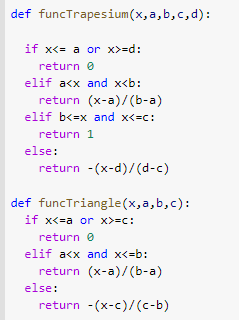 def funcTrapesium(x,a,b,c,d):
  if x<= a or x>=d:
    return 0
  elif a<x and x<b:
    return (x-a)/(b-a)
  elif b<=x and x<=c:
    return 1
  else:
    return -(x-d)/(d-c)
def funcTriangle(x,a,b,c):
  if x<=a or x>=c:
    return 0
  elif a<x and x<=b:
    return (x-a)/(b-a)
  else:
    return -(x-c)/(c-b)